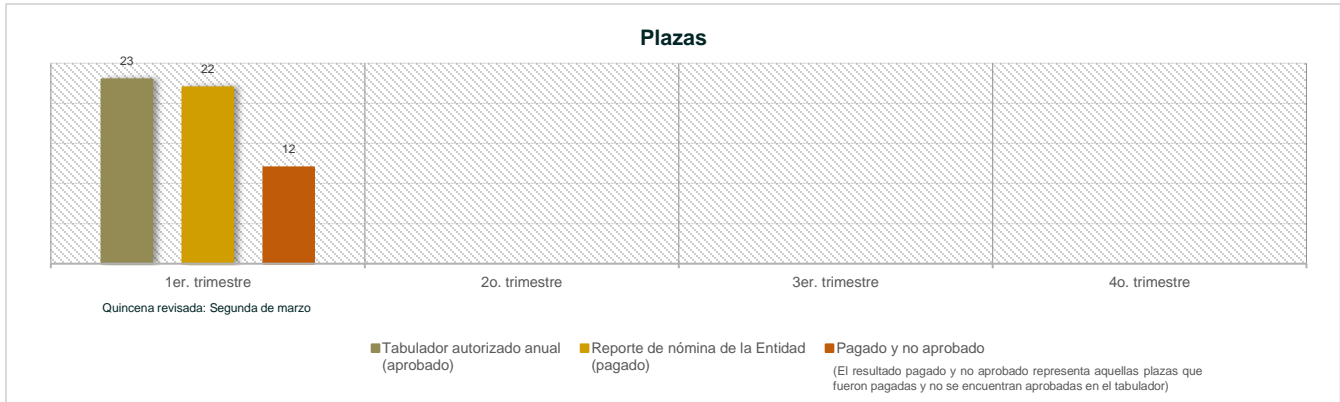 Plazas
23
22
12
1er. trimestre
2o. trimestre
3er. trimestre
4o. trimestre
Quincena revisada: Segunda de marzo
Tabulador autorizado anual
(aprobado)
Reporte de nómina de la Entidad
(pagado)
Pagado y no aprobado
(El resultado pagado y no aprobado representa aquellas plazas que
fueron pagadas y no se encuentran aprobadas en el tabulador)